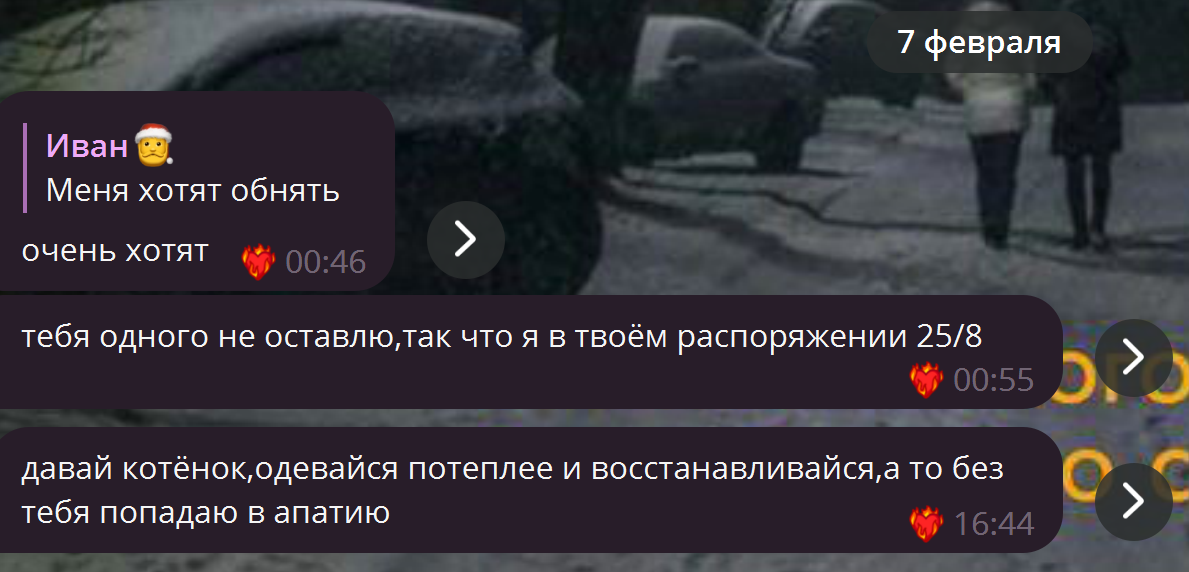 7 февраля
Иван🎅
Меня хотят обнять
очень хотят ❤️‍🔥 00:46
тебя одного не оставлю,так что я в твоём распоряжении 25/8
❤️‍🔥 00:55
давай котёнок,одевайся потеплее и восстанавливайся,а то без
тебя попадаю в апатию
❤️‍🔥 16:44